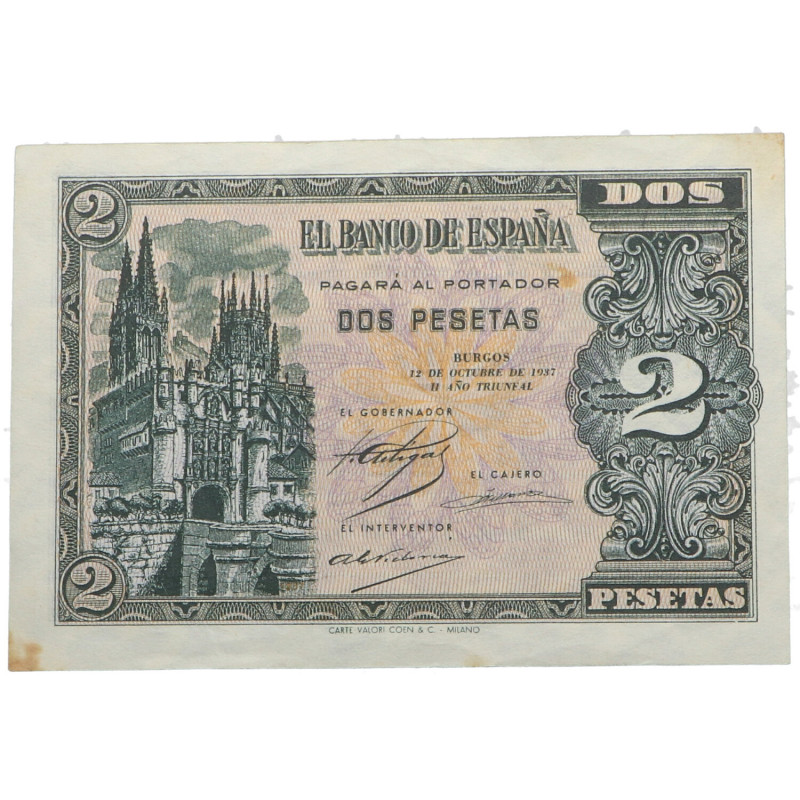 2
DOS
EL BANCO DE ESPAÑA
PAGARÁ AL PORTADOR
DOS PESETAS
BURGOS
12 DE OCTUBRE DE 1937
II AÑO TRIUNFAL
2
EL GOBERNADOR
EL CAJERO
EL INTERVENTOR
2
PESETAS
CARTE VALORI COEN & C. - MILANO